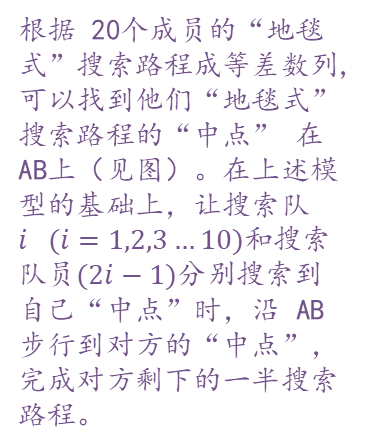 根据 20个成员的“地毯
式”搜索路程成等差数列,
可以找到他们“地毯式”
搜索路程的“中点” 在
AB上（见图）。在上述模
型的基础上，让搜索队
i (i = 1,2,3 … 10)和搜索
队员(2i − 1)分别搜索到
自己“中点”时，沿 AB
步行到对方的“中点”，
完成对方剩下的一半搜索
路程。